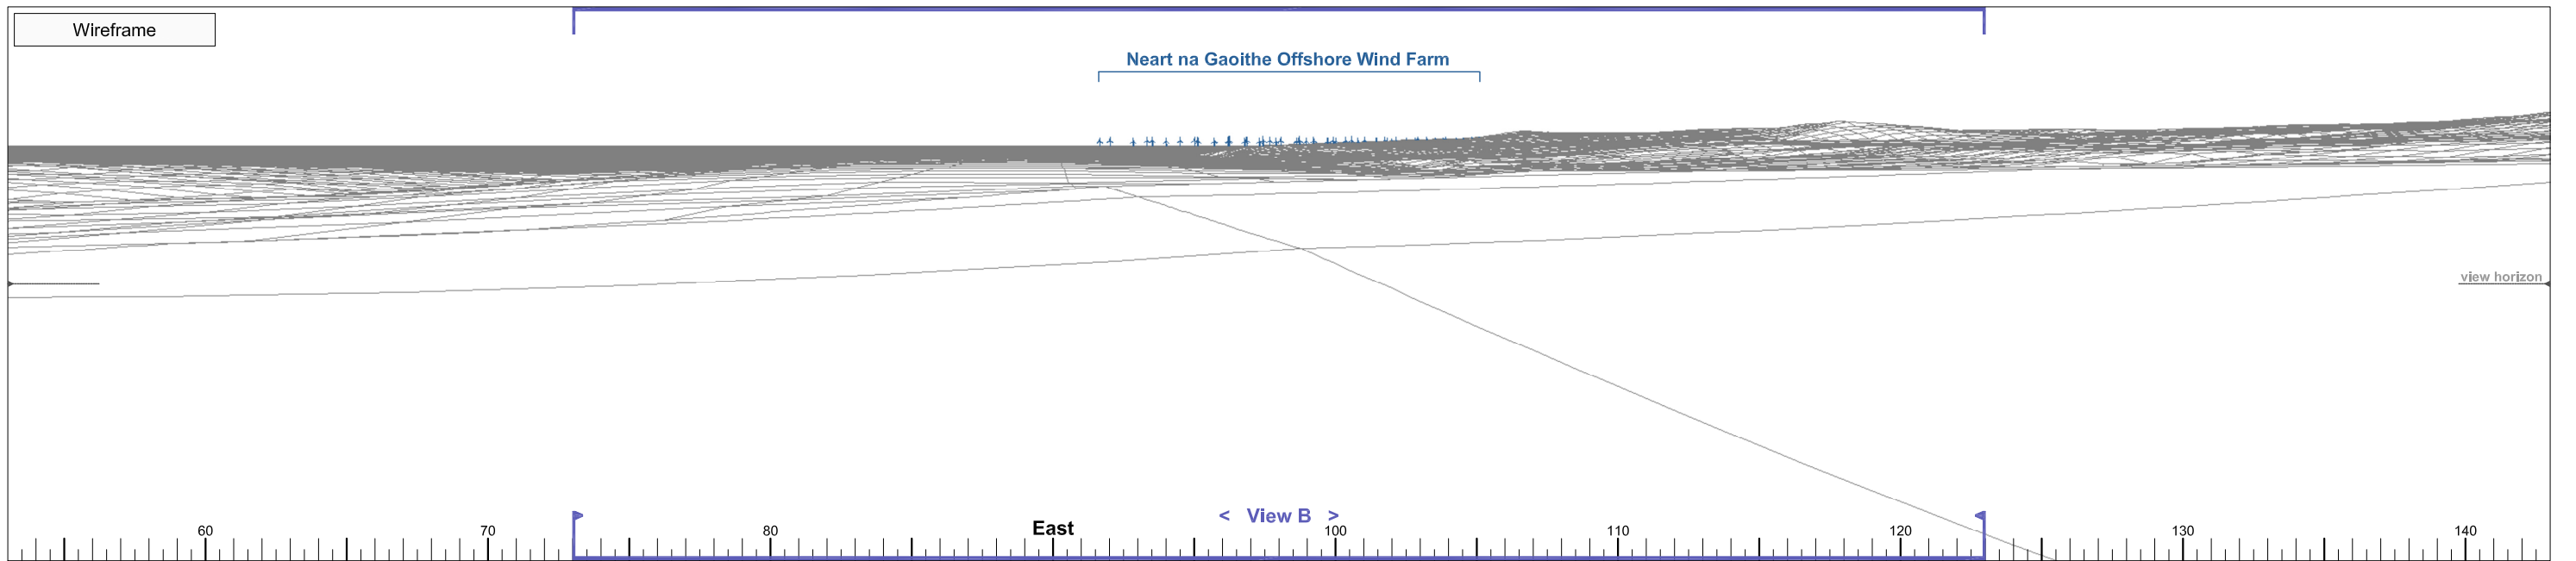 Wireframe
Neart na Gaoithe Offshore Wind Farm
view horizon
< View B >
60 70 80 East 100 110 120 130 140